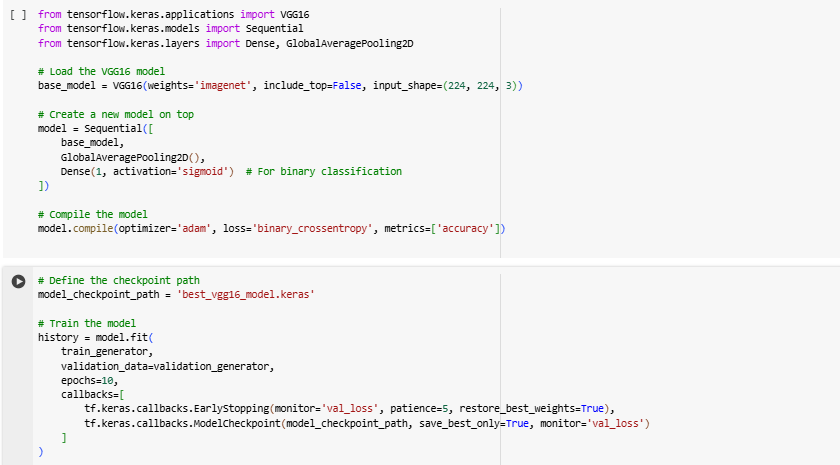 [ ] from tensorflow.keras.applications import VGG16
from tensorflow.keras.models import Sequential
from tensorflow.keras.layers import Dense, GlobalAveragePooling2D
# Load the VGG16 model
base_model = VGG16(weights='imagenet', include_top=False, input_shape=(224, 224, 3))
# Create a new model on top
model = Sequential([
    base_model,
    GlobalAveragePooling2D(),
    Dense(1, activation='sigmoid')  # For binary classification
])
# Compile the model
model.compile(optimizer='adam', loss='binary_crossentropy', metrics=['accuracy'])
# Define the checkpoint path
model_checkpoint_path = 'best_vgg16_model.keras'
# Train the model
history = model.fit(
    train_generator,
    validation_data=validation_generator,
    epochs=10,
    callbacks=[
        tf.keras.callbacks.EarlyStopping(monitor='val_loss', patience=5, restore_best_weights=True),
        tf.keras.callbacks.ModelCheckpoint(model_checkpoint_path, save_best_only=True, monitor='val_loss')
    ]
)